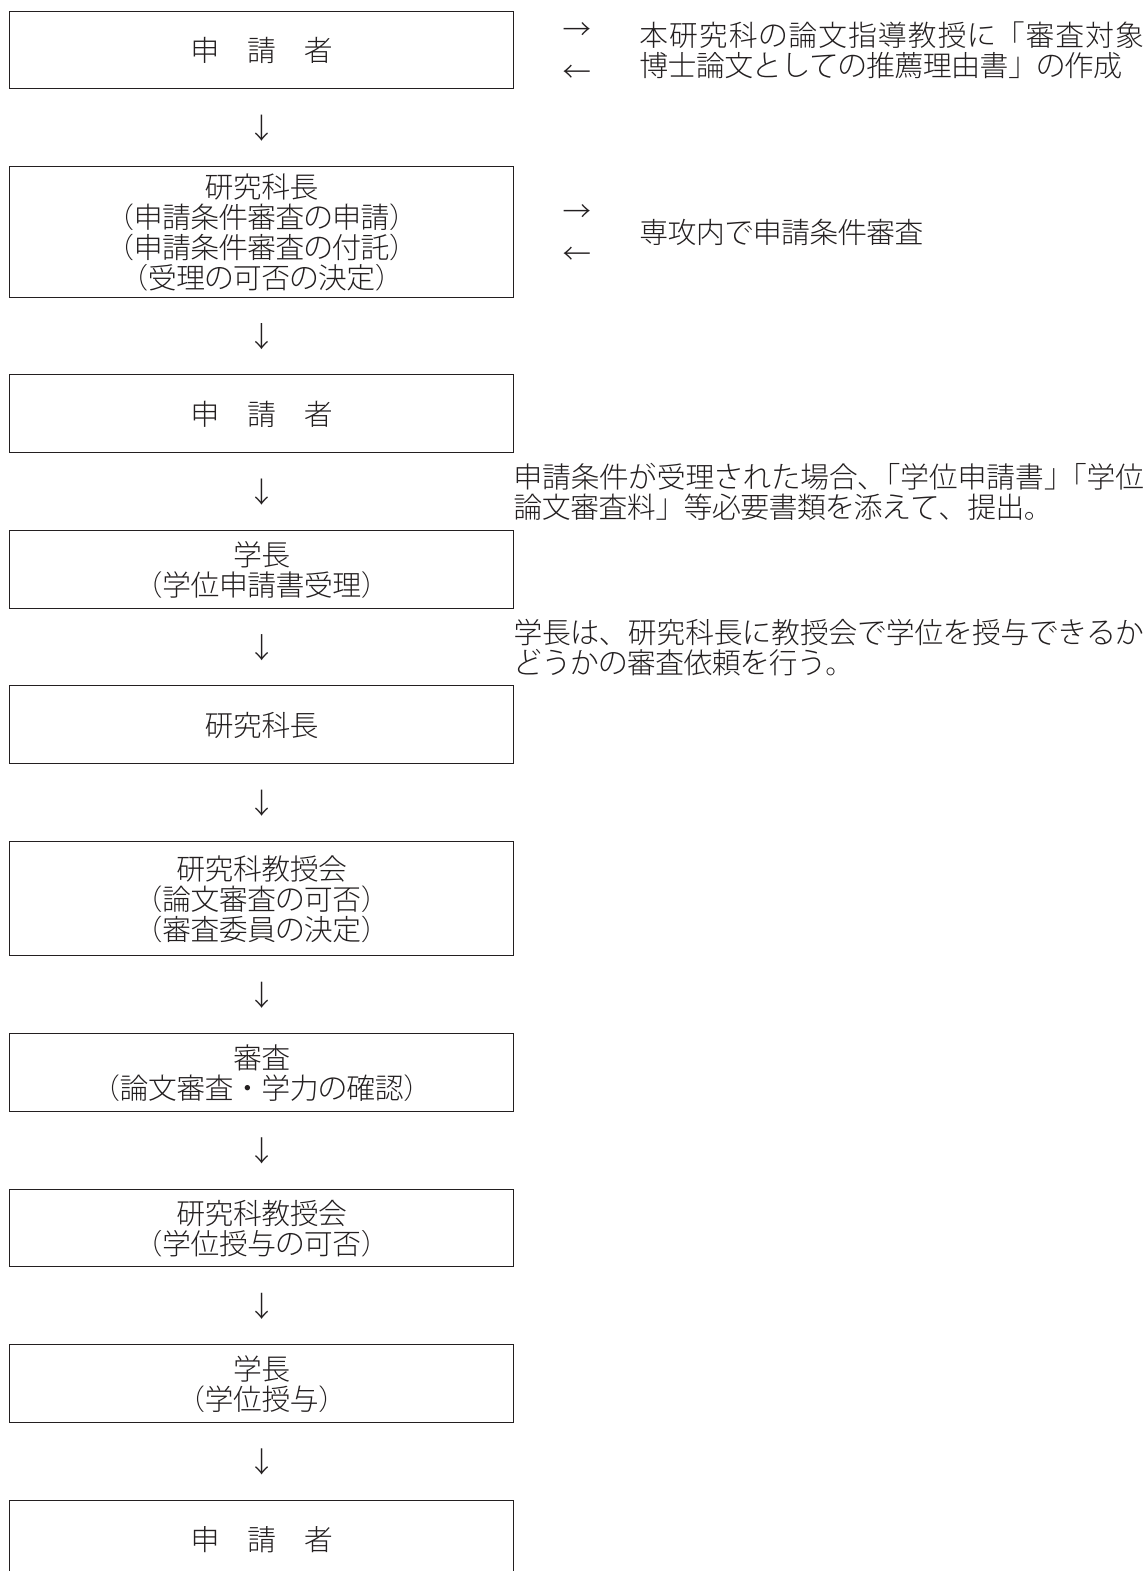 申　請　者
→
←
本研究科の論文指導教授に「審査対象
博士論文としての推薦理由書」の作成
↓
研究科長
（申請条件審査の申請）
（申請条件審査の付託）
（受理の可否の決定）
→
←
専攻内で申請条件審査
↓
申　請　者
↓
申請条件が受理された場合、「学位申請書」「学位
論文審査料」等必要書類を添えて、提出。
学長
（学位申請書受理）
↓
学長は、研究科長に教授会で学位を授与できるか
どうかの審査依頼を行う。
研究科長
↓
研究科教授会
（論文審査の可否）
（審査委員の決定）
↓
審査
（論文審査・学力の確認）
↓
研究科教授会
（学位授与の可否）
↓
学長
（学位授与）
↓
申　請　者